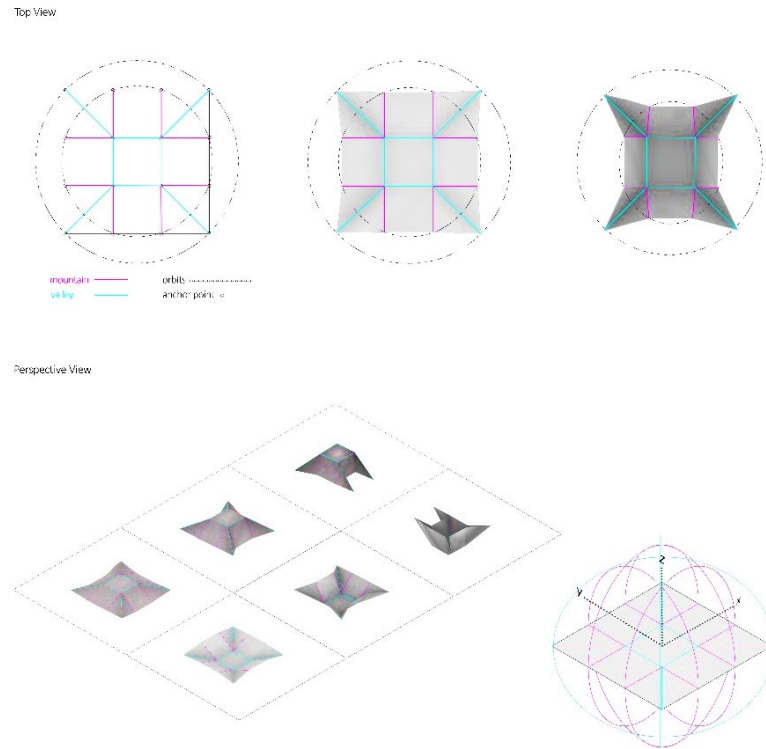 Top View
mountain
orbits
valley
anchor point
Perspective View
Z
y
x